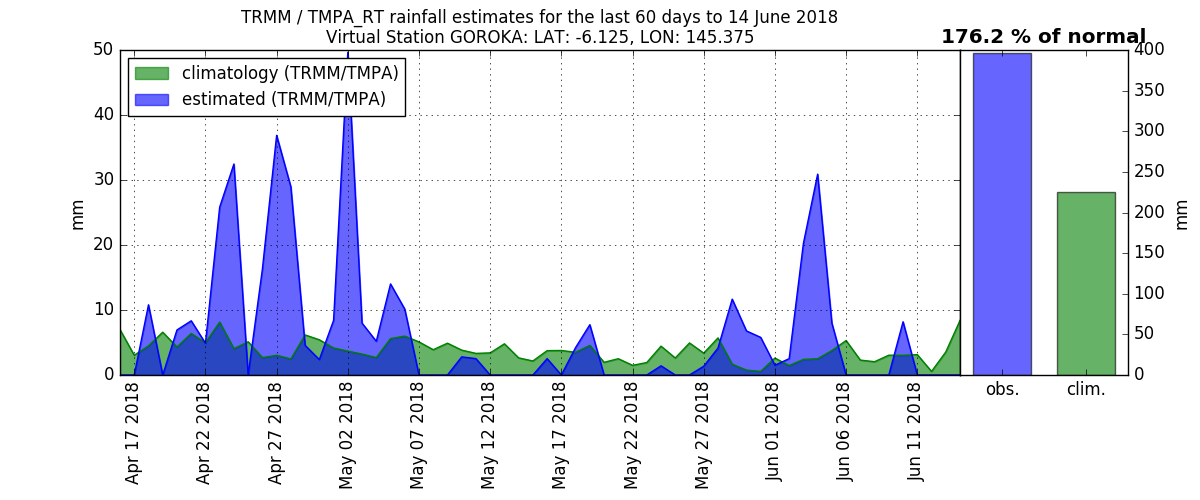 TRMM / TMPA_RT rainfall estimates for the last 60 days to 14 June 2018
Virtual Station GOROKA: LAT: -6.125, LON: 145.375
176.2 % of normal
climatology (TRMM/TMPA)
estimated (TRMM/TMPA)
50
40
30
20
10
0
mm
Apr 17 2018
Apr 22 2018
Apr 27 2018
May 02 2018
May 07 2018
May 12 2018
May 17 2018
May 22 2018
May 27 2018
Jun 01 2018
Jun 06 2018
Jun 11 2018
obs.
clim.
400
350
300
250
200
150
100
50
0
mm